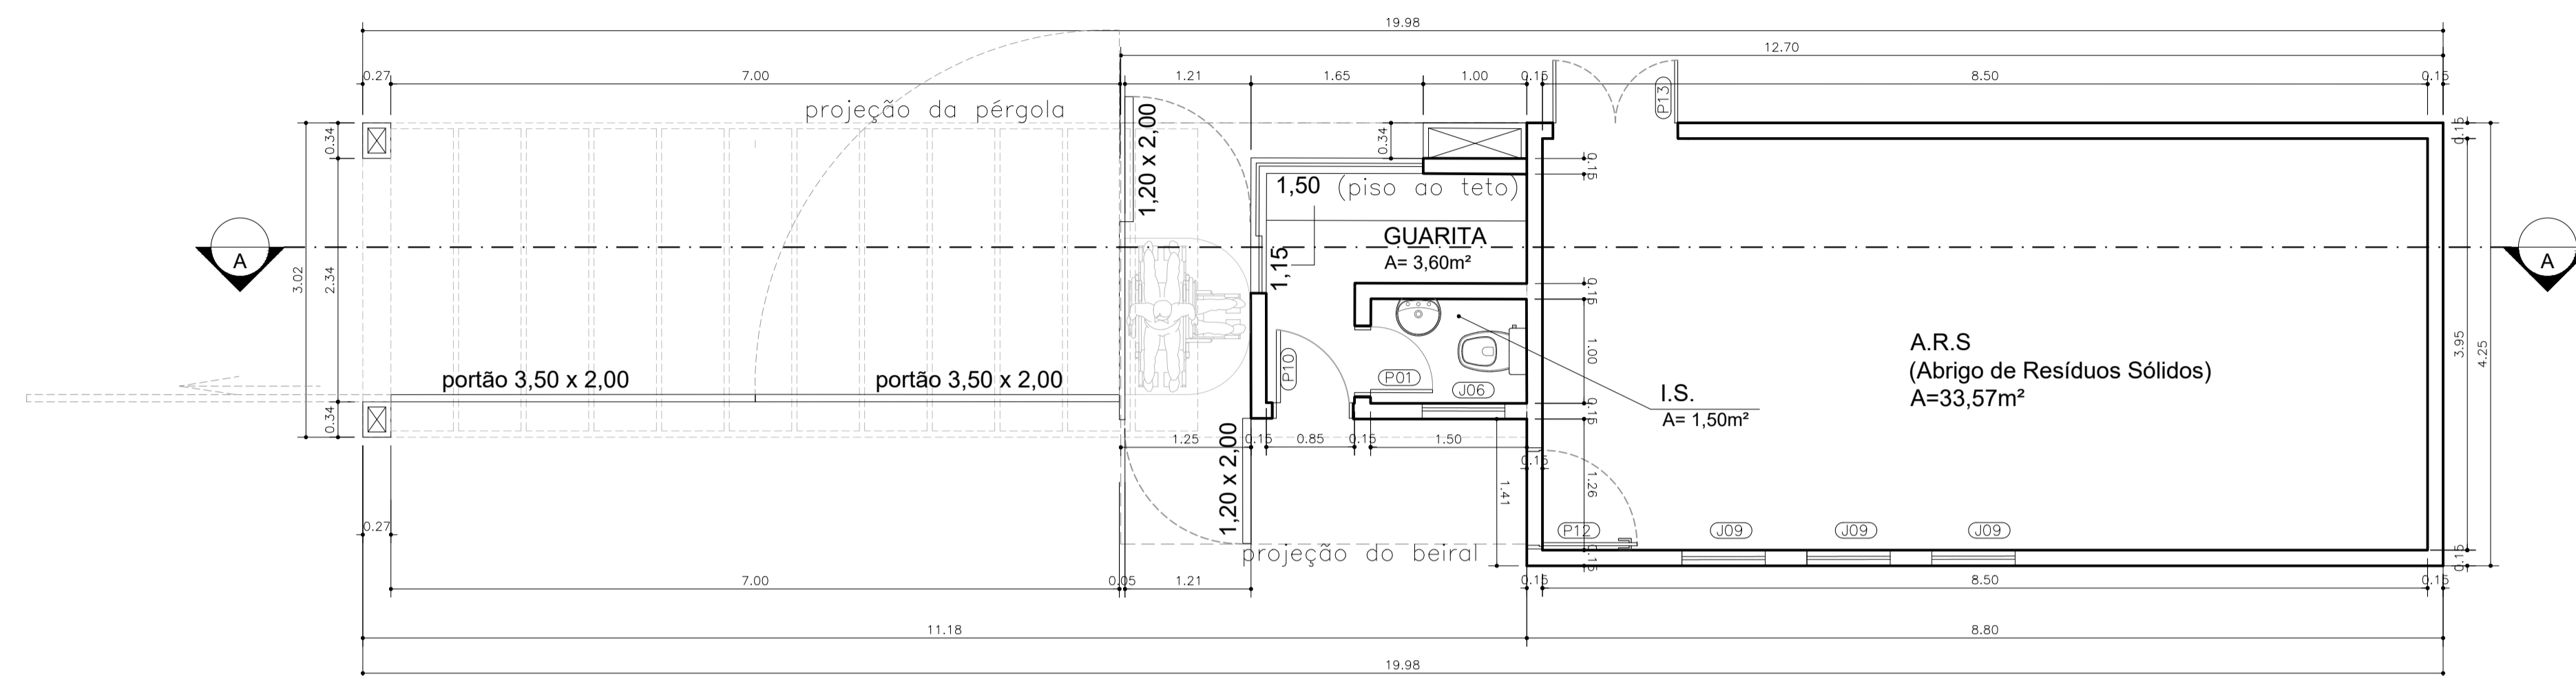 19.98
12.70
0.27
7.00
1.21
1.65
1.00
0.15
8.50
0.15
projeção da pérgola
1,20 x 2,00
P13
0.34
0.34
0.15
0.15
1,50 (piso ao teto)
GUARITA
A= 3,60m²
1,15
A
A
3.02
2.34
0.15
1.00
3.95
4.25
A.R.S
(Abrigo de Resíduos Sólidos)
A=33,57m²
portão 3,50 x 2,00
portão 3,50 x 2,00
P10
P01
J06
I.S.
A= 1,50m²
0.34
0.15
1.25
0.15
0.85
0.15
1.50
0.15
1,20 x 2,00
1.41
1.26
0.27
P12
J09
J09
J09
projeção do beiral
0.15
0.15
7.00
0.05
1.21
0.15
8.50
0.15
11.18
8.80
19.98